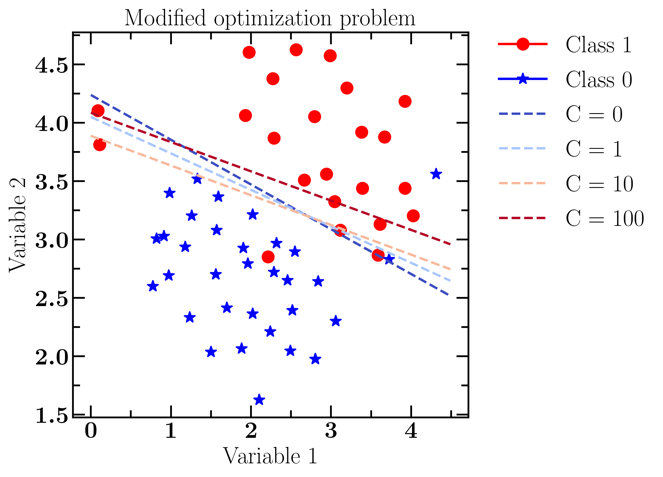 Modified optimization problem
Class 1
Class 0
C = 0
C = 1
C = 10
C = 100
4.5
4.0
3.5
3.0
2.5
2.0
1.5
Variable 2
0 1 2 3 4
Variable 1